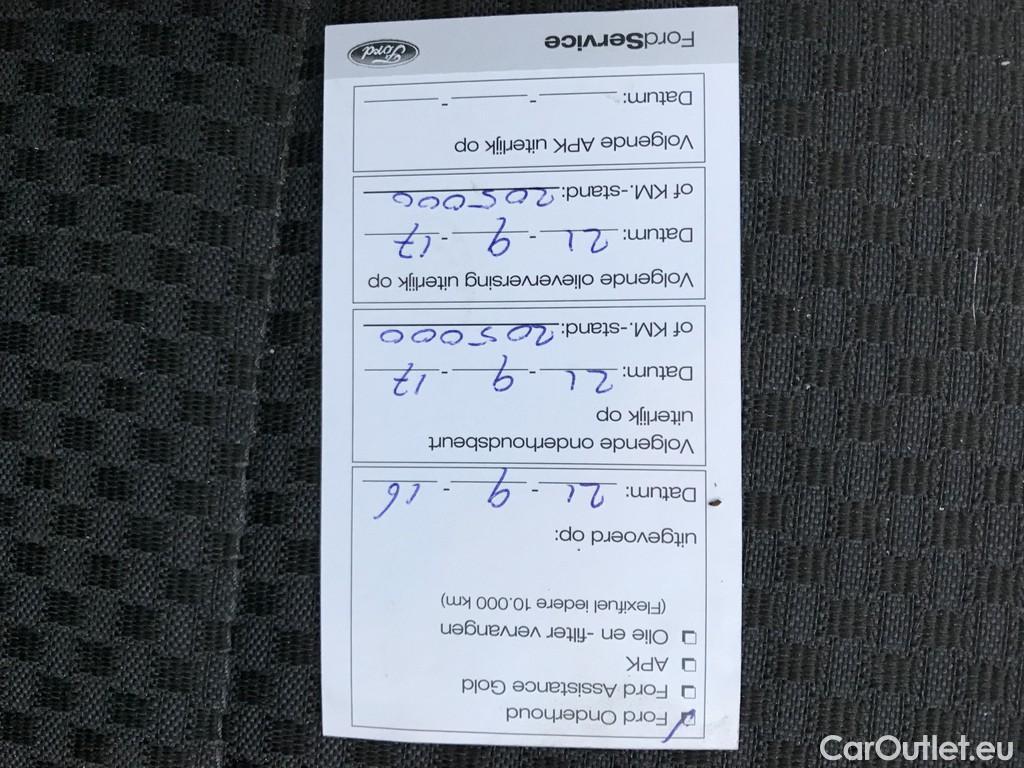 Ford Onderhoud
Ford Assistance Gold
APK
Olie en -filter vervangen
(Flexifuel iedere 10.000 km)
uitgevoerd op:
Datum: 21 - 9 - 16
Volgende onderhoudsbeurt
uiterlijk op
Datum: 21 - 9 - 17
of KM.-stand: 205000
Volgende olieverversing uiterlijk op
Datum: 21 - 9 - 17
of KM.-stand: 205000
Volgende APK uiterlijk op
Datum: - -
FordService
Ford
CarOutlet.eu